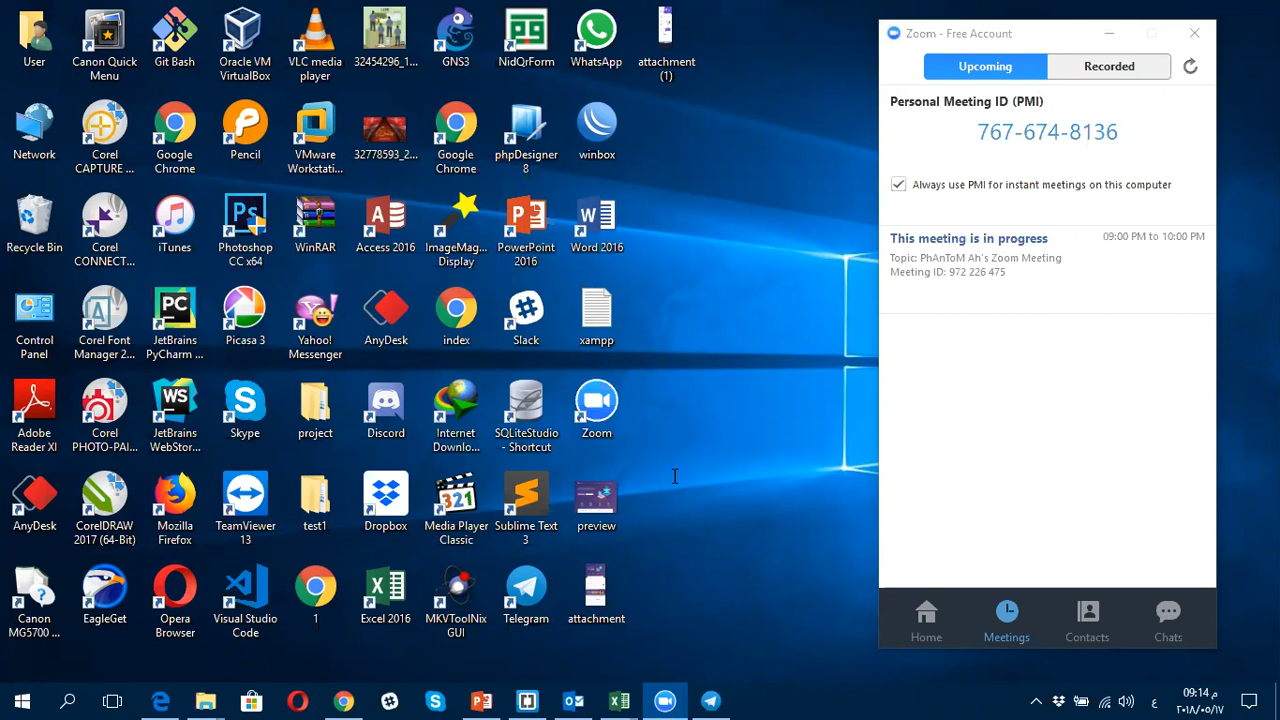 User
Canon Quick
Menu
Git Bash
Oracle VM
VirtualBox
VLC media
player
32454296_1...
GNS3
NidQrForm
WhatsApp
attachment
(1)
Network
Corel
CAPTURE ...
Google
Chrome
Pencil
VMware
Workstati...
32778593_2...
Google
Chrome
phpDesigner
8
winbox
Recycle Bin
Corel
CONNECT...
iTunes
Photoshop
CC x64
WinRAR
Access 2016
ImageMag...
Display
PowerPoint
2016
Word 2016
Control
Panel
Corel Font
Manager 2...
JetBrains
PyCharm ...
Picasa 3
Yahoo!
Messenger
AnyDesk
index
Slack
xampp
Adobe
Reader XI
Corel
PHOTO-PAI...
JetBrains
WebStor...
Skype
project
Discord
Internet
Downlo...
SQLiteStudio
- Shortcut
Zoom
AnyDesk
CorelDRAW
2017 (64-Bit)
Mozilla
Firefox
TeamViewer
13
test1
Dropbox
Media Player
Classic
Sublime Text
3
preview
Canon
MG5700 ...
EagleGet
Opera
Browser
Visual Studio
Code
1
Excel 2016
MKVToolNix
GUI
Telegram
attachment
Zoom - Free Account
Upcoming
Recorded
Personal Meeting ID (PMI)
767-674-8136
Always use PMI for instant meetings on this computer
This meeting is in progress
09:00 PM to 10:00 PM
Topic: PhAnToM Ah's Zoom Meeting
Meeting ID: 972 226 475
Home
Meetings
Contacts
Chats
ع
09:14 م
٢٠١٨/٠٥/١٧